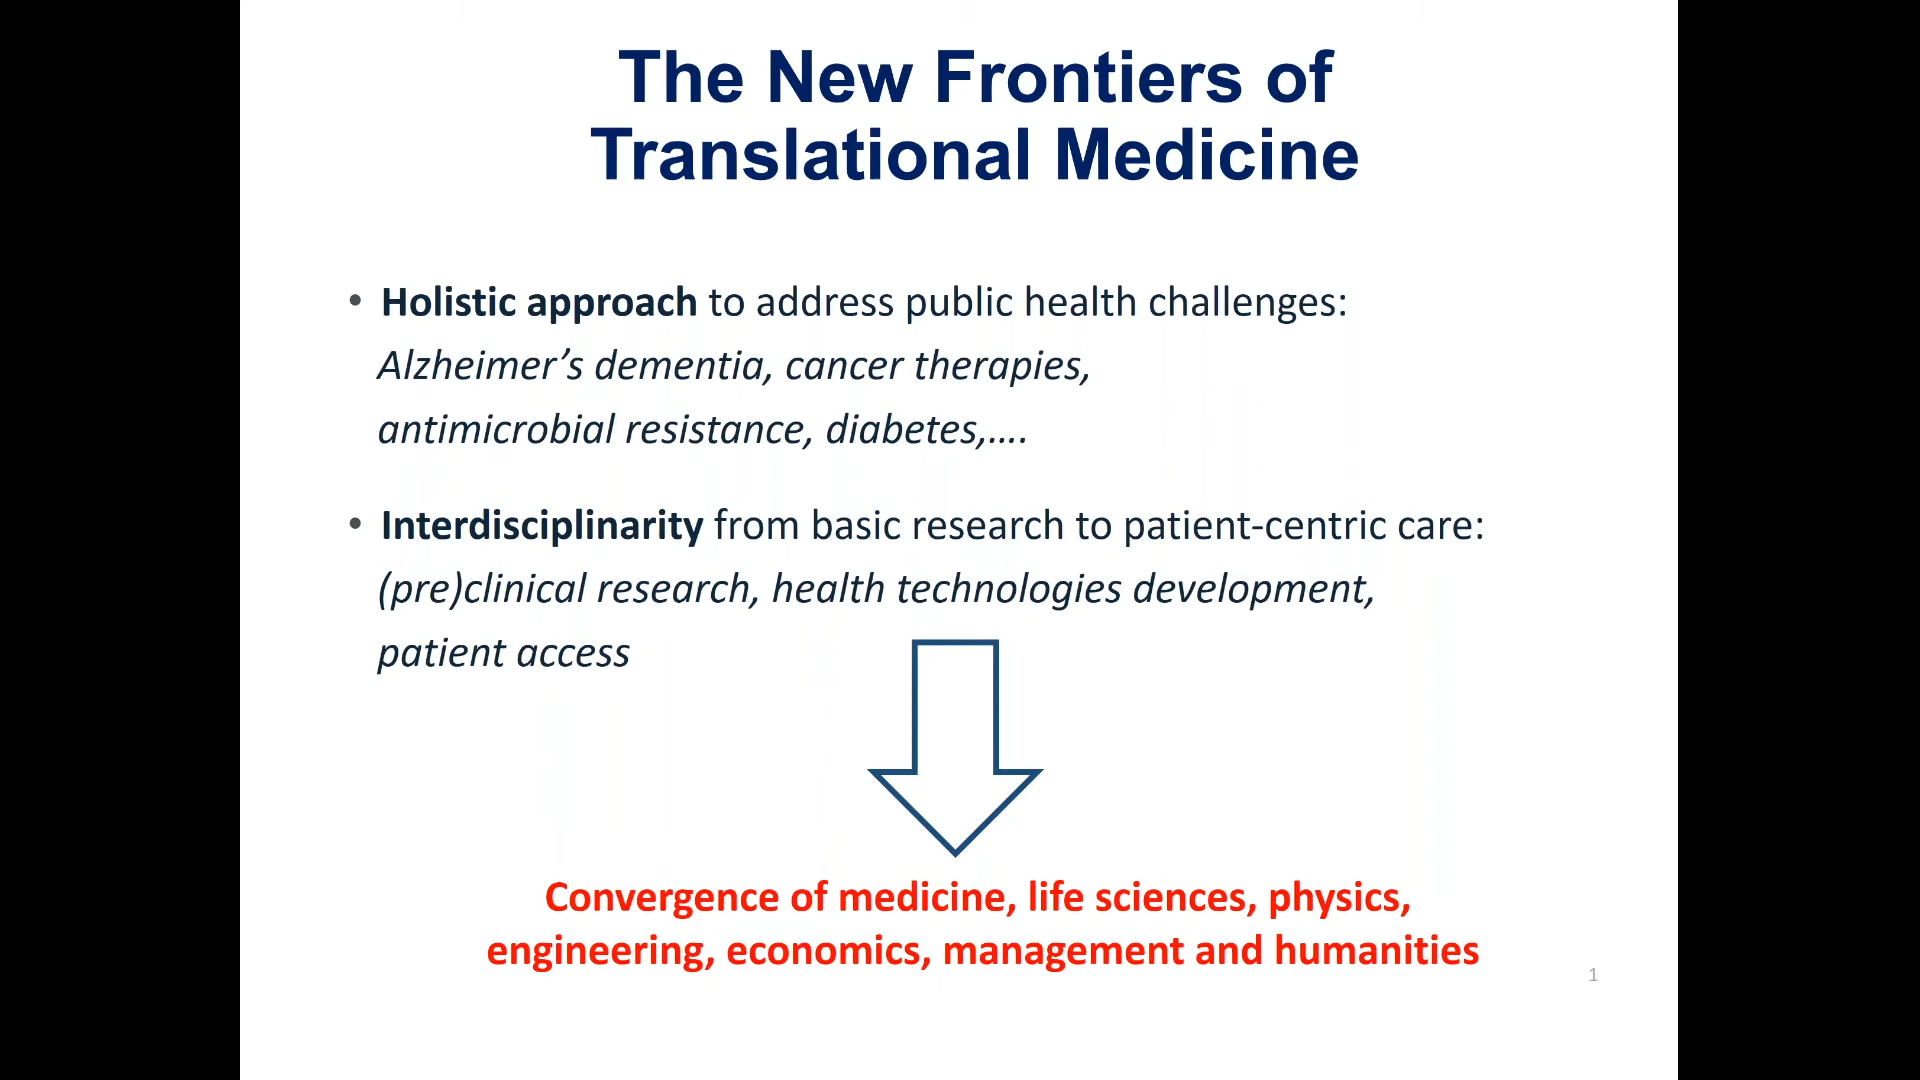 The New Frontiers of
Translational Medicine
• Holistic approach to address public health challenges:
Alzheimer’s dementia, cancer therapies,
antimicrobial resistance, diabetes,….
• Interdisciplinarity from basic research to patient-centric care:
(pre)clinical research, health technologies development,
patient access
Convergence of medicine, life sciences, physics,
engineering, economics, management and humanities
1